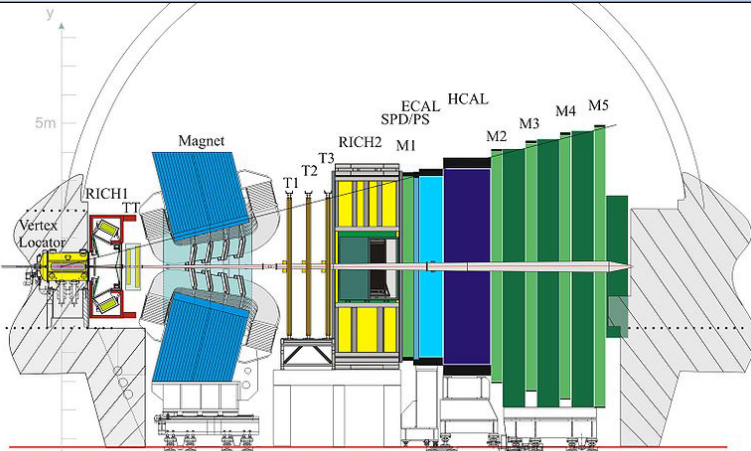 y
5m
Magnet
RICH1
TT
Vertex
Locator
T1
T2
T3
RICH2
SPD/PS
M1
ECAL
HCAL
M2
M3
M4
M5